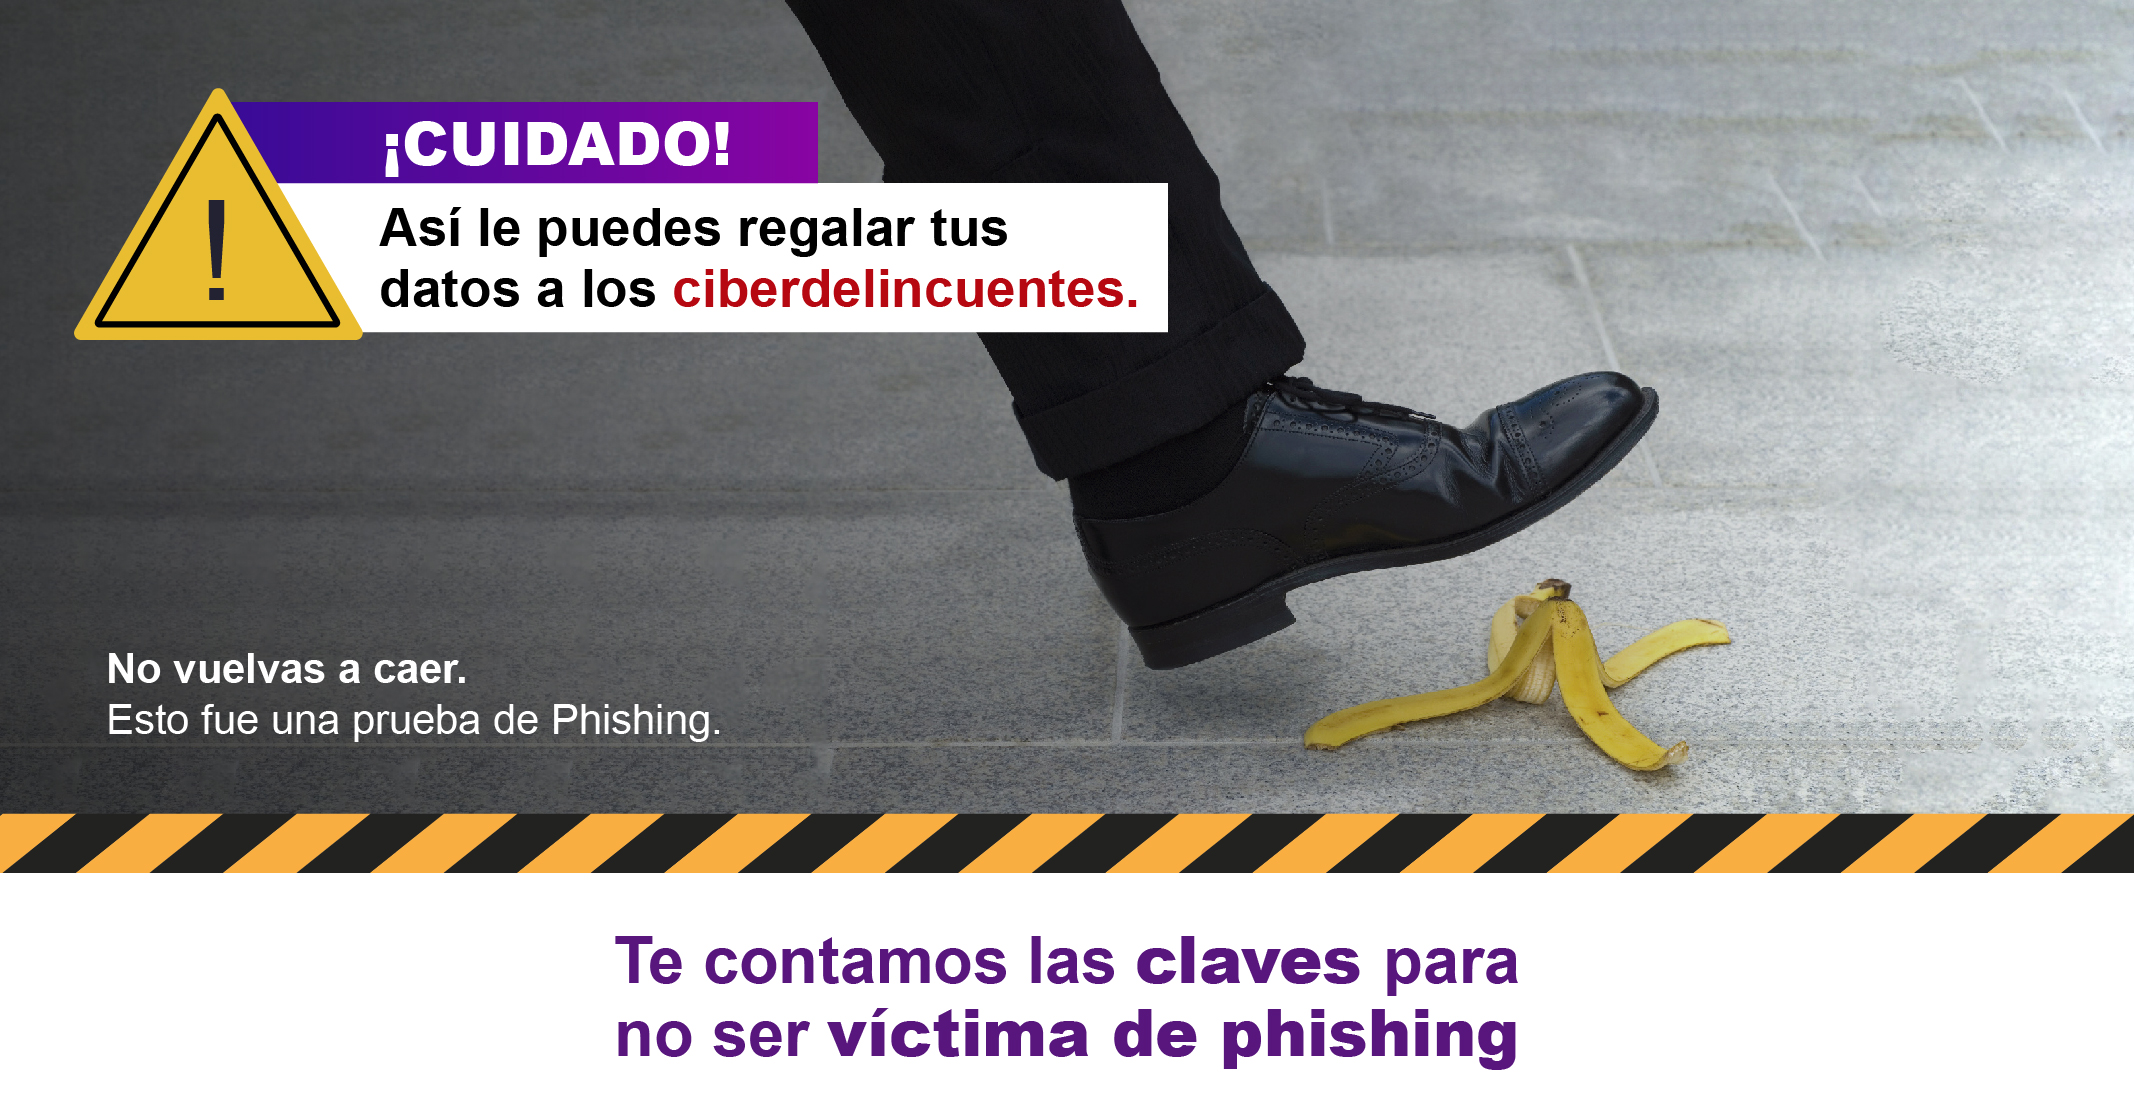 ¡CUIDADO!
Así le puedes regalar tus
datos a los ciberdelincuentes.
No vuelvas a caer.
Esto fue una prueba de Phishing.
Te contamos las claves para
no ser víctima de phishing